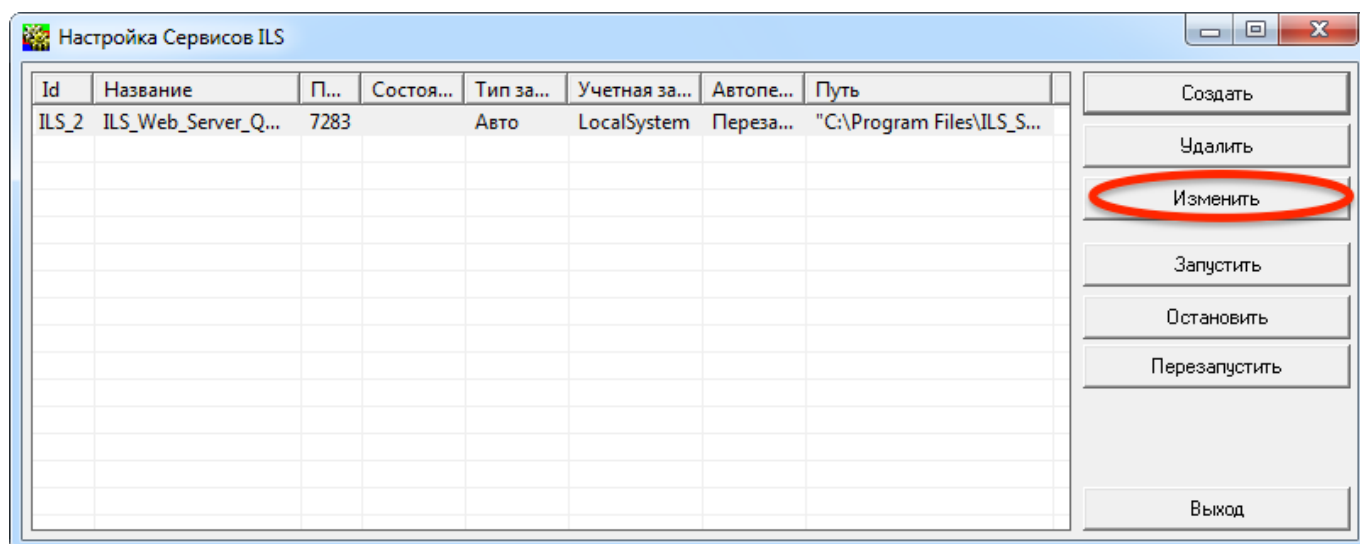 Настройка Сервисов ILS
Id Название П... Состоя... Тип за... Учетная за... Автопе... Путь
ILS_2 ILS_Web_Server_Q... 7283 Авто LocalSystem Переза... "C:\Program Files\ILS_S...
Создать
Удалить
Изменить
Запустить
Остановить
Перезапустить
Выход